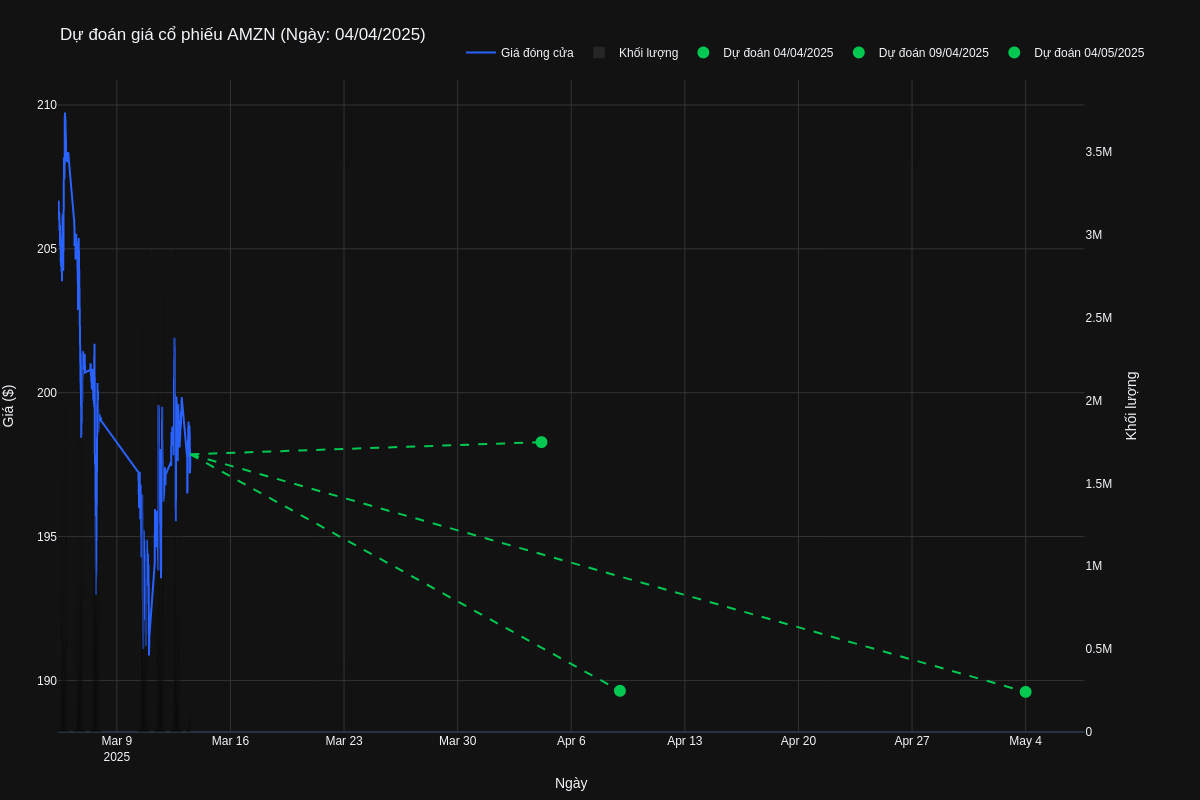 Dự đoán giá cổ phiếu AMZN (Ngày: 04/04/2025)
Giá đóng cửa
Khối lượng
Dự đoán 04/04/2025
Dự đoán 09/04/2025
Dự đoán 04/05/2025
210
205
200
195
190
Giá ($)
3.5M
3M
2.5M
2M
1.5M
1M
0.5M
0
Khối lượng
Mar 9
2025
Mar 16
Mar 23
Mar 30
Apr 6
Apr 13
Apr 20
Apr 27
May 4
Ngày